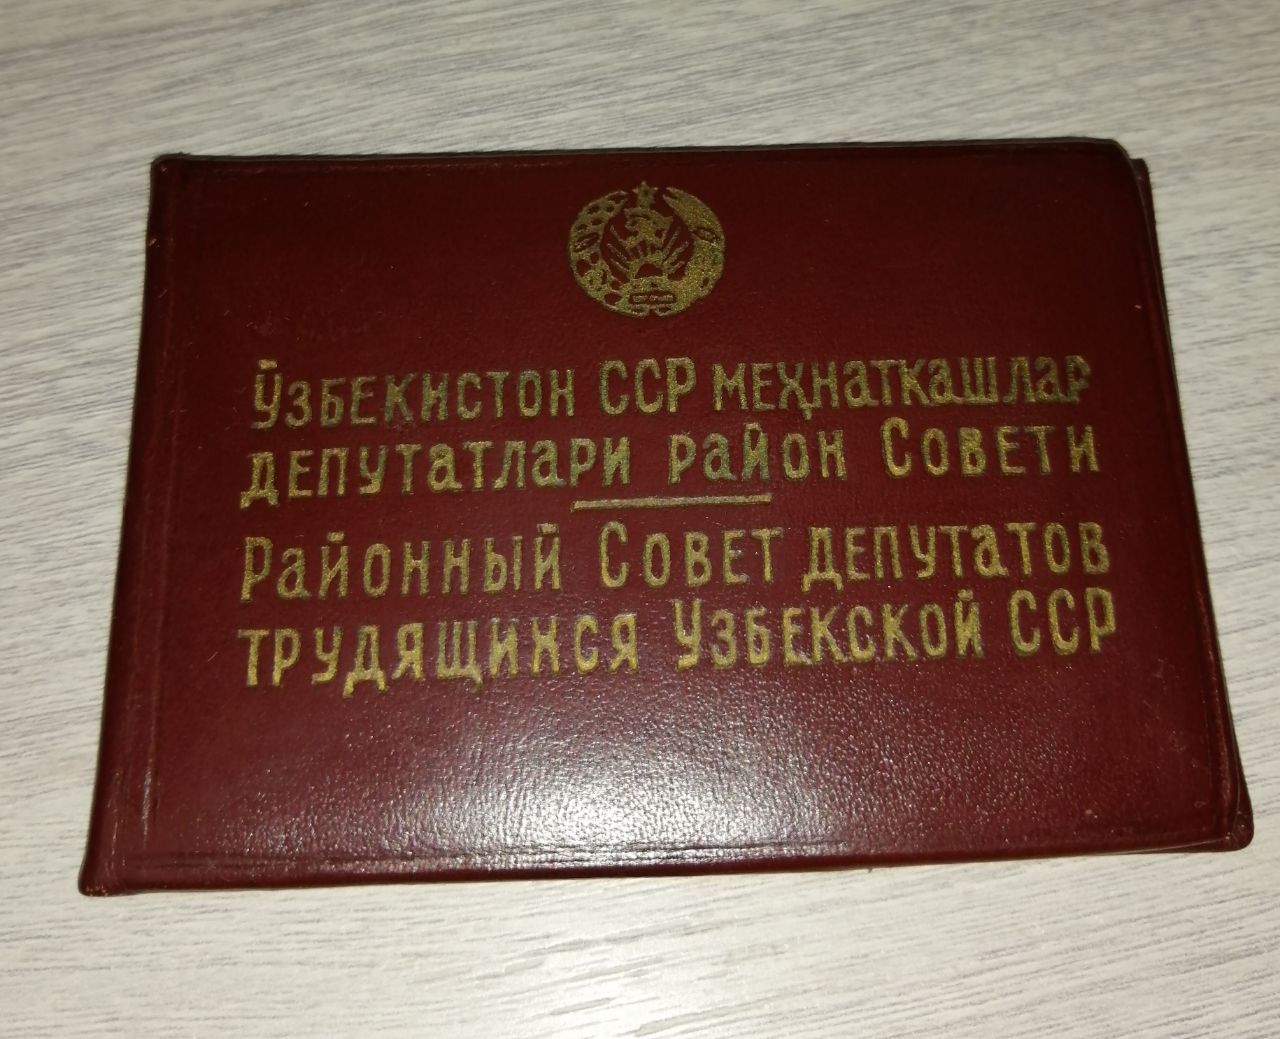 Ўзбекистон ССР меҳнаткашлар
депутатлари район Совети
Районный Совет депутатов
трудящихся Узбекской ССР